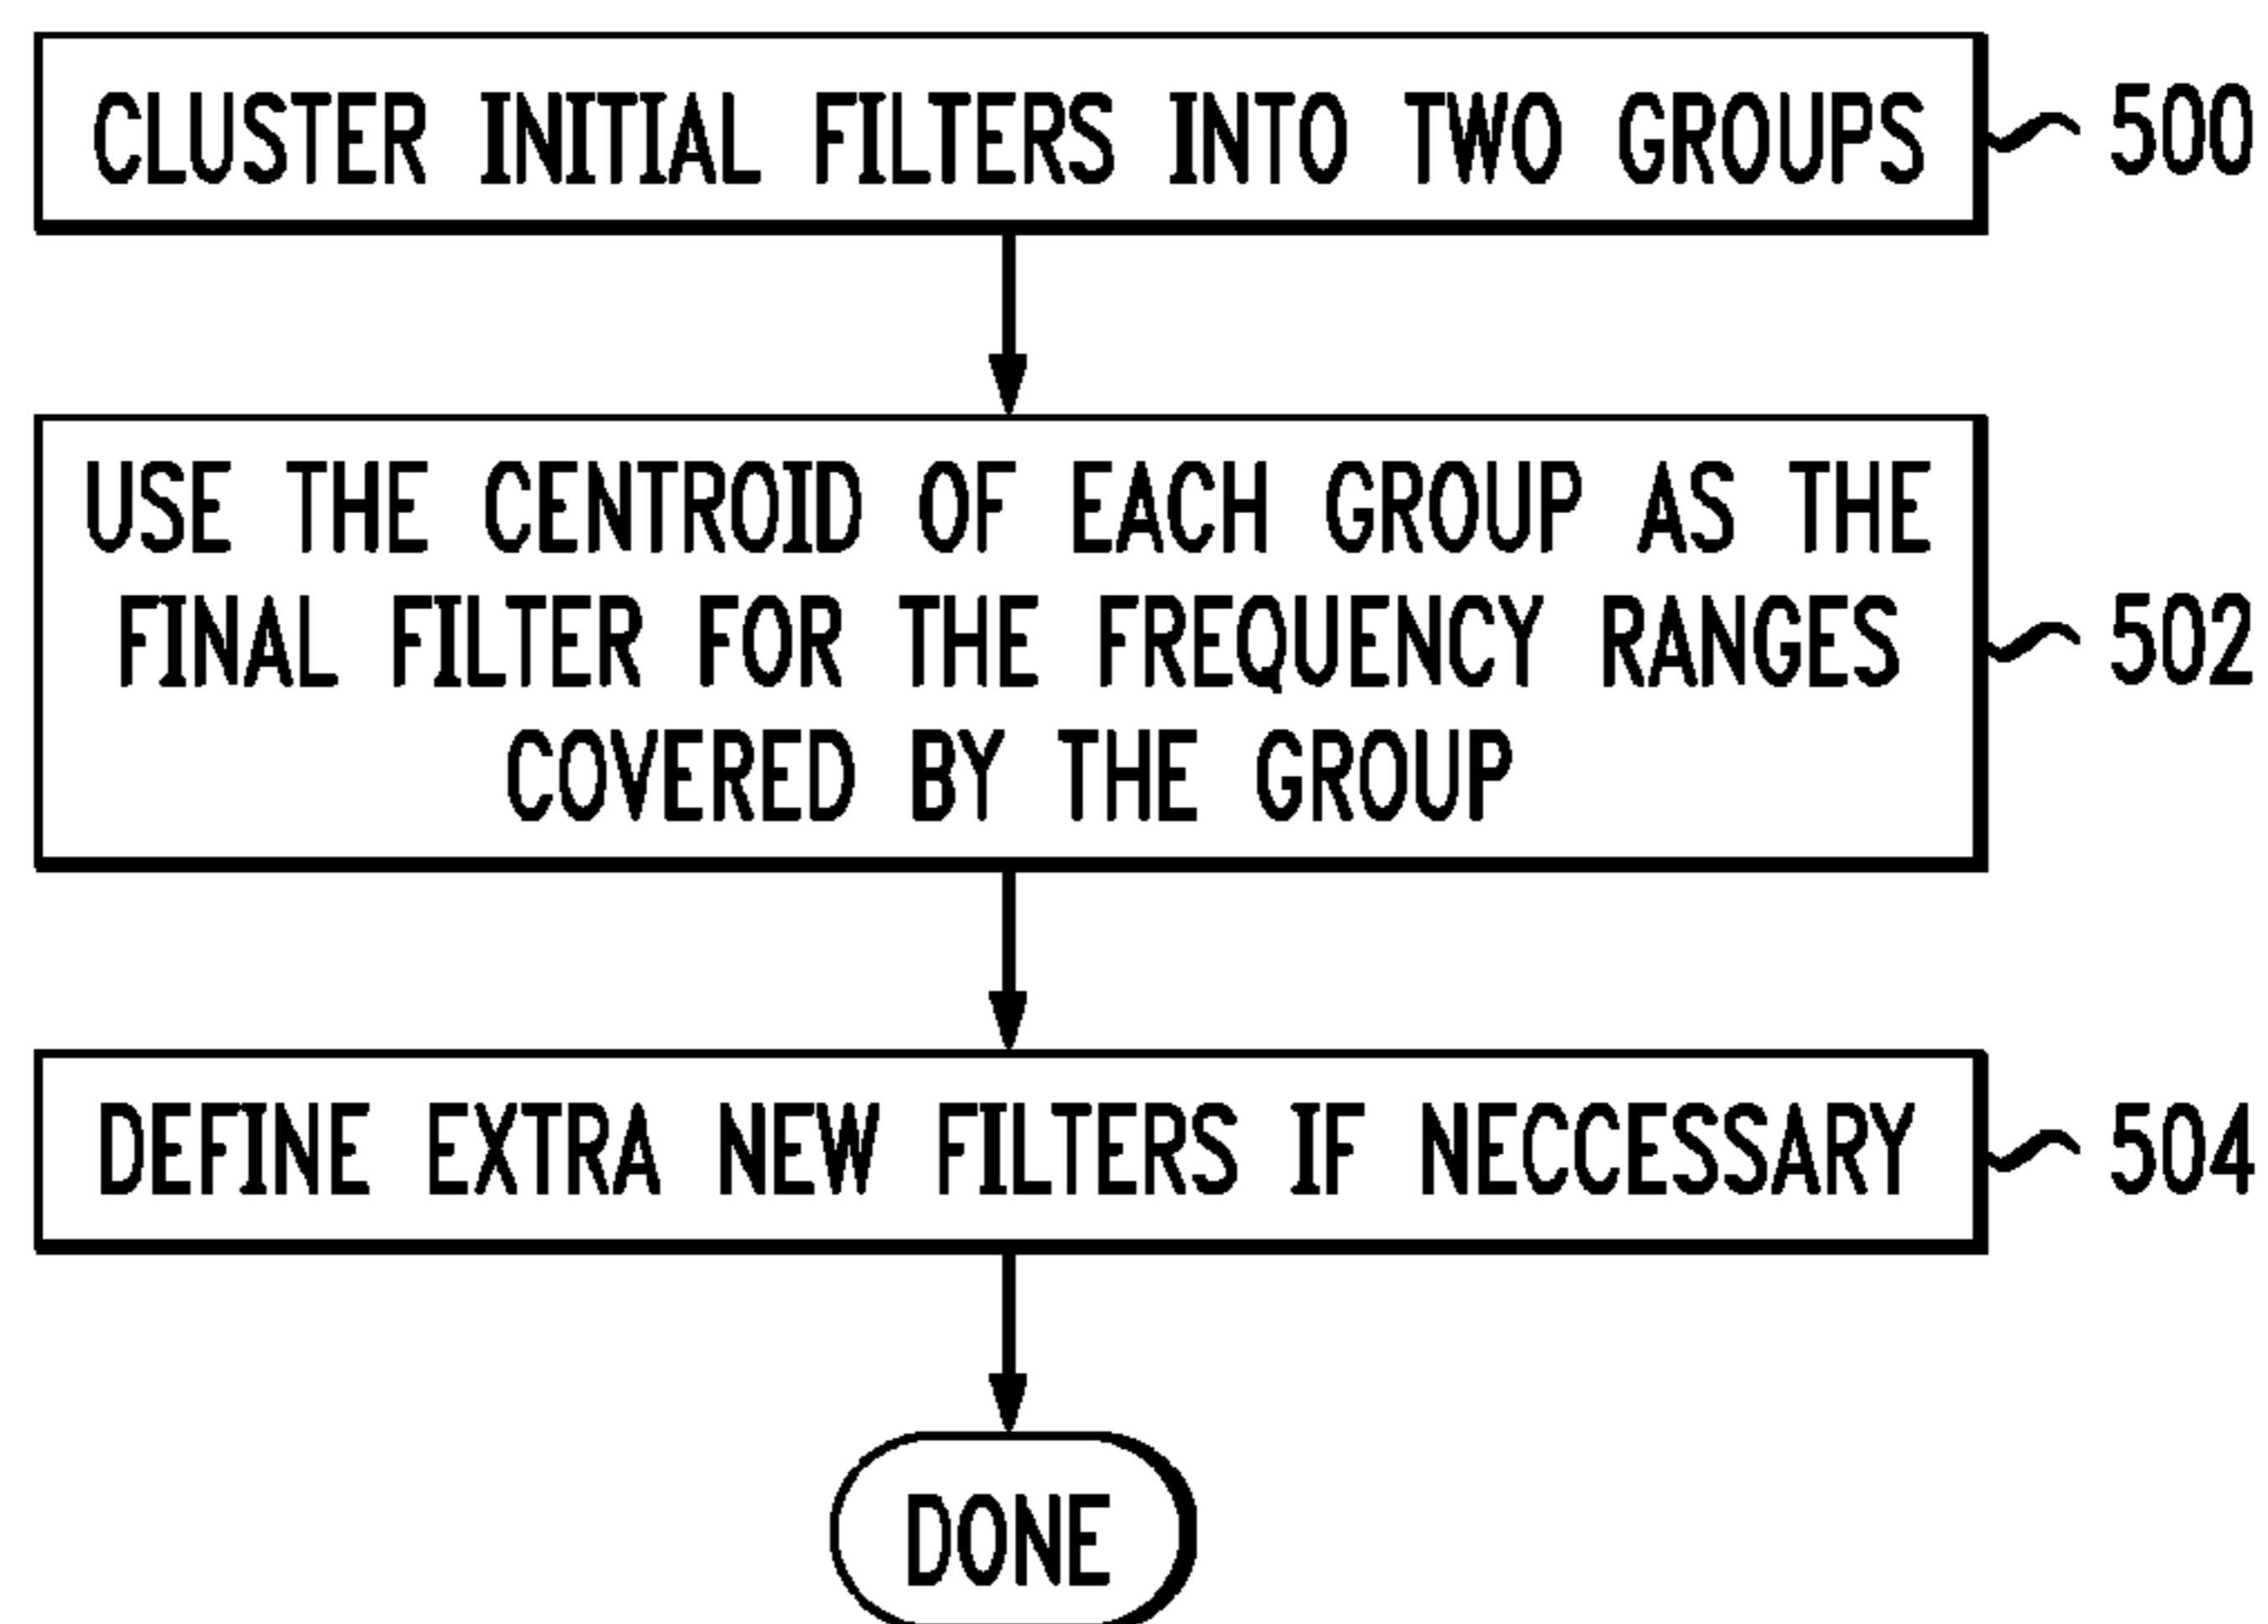 CLUSTER INITIAL FILTERS INTO TWO GROUPS
500
USE THE CENTROID OF EACH GROUP AS THE
FINAL FILTER FOR THE FREQUENCY RANGES
COVERED BY THE GROUP
502
DEFINE EXTRA NEW FILTERS IF NECCESSARY
504
DONE